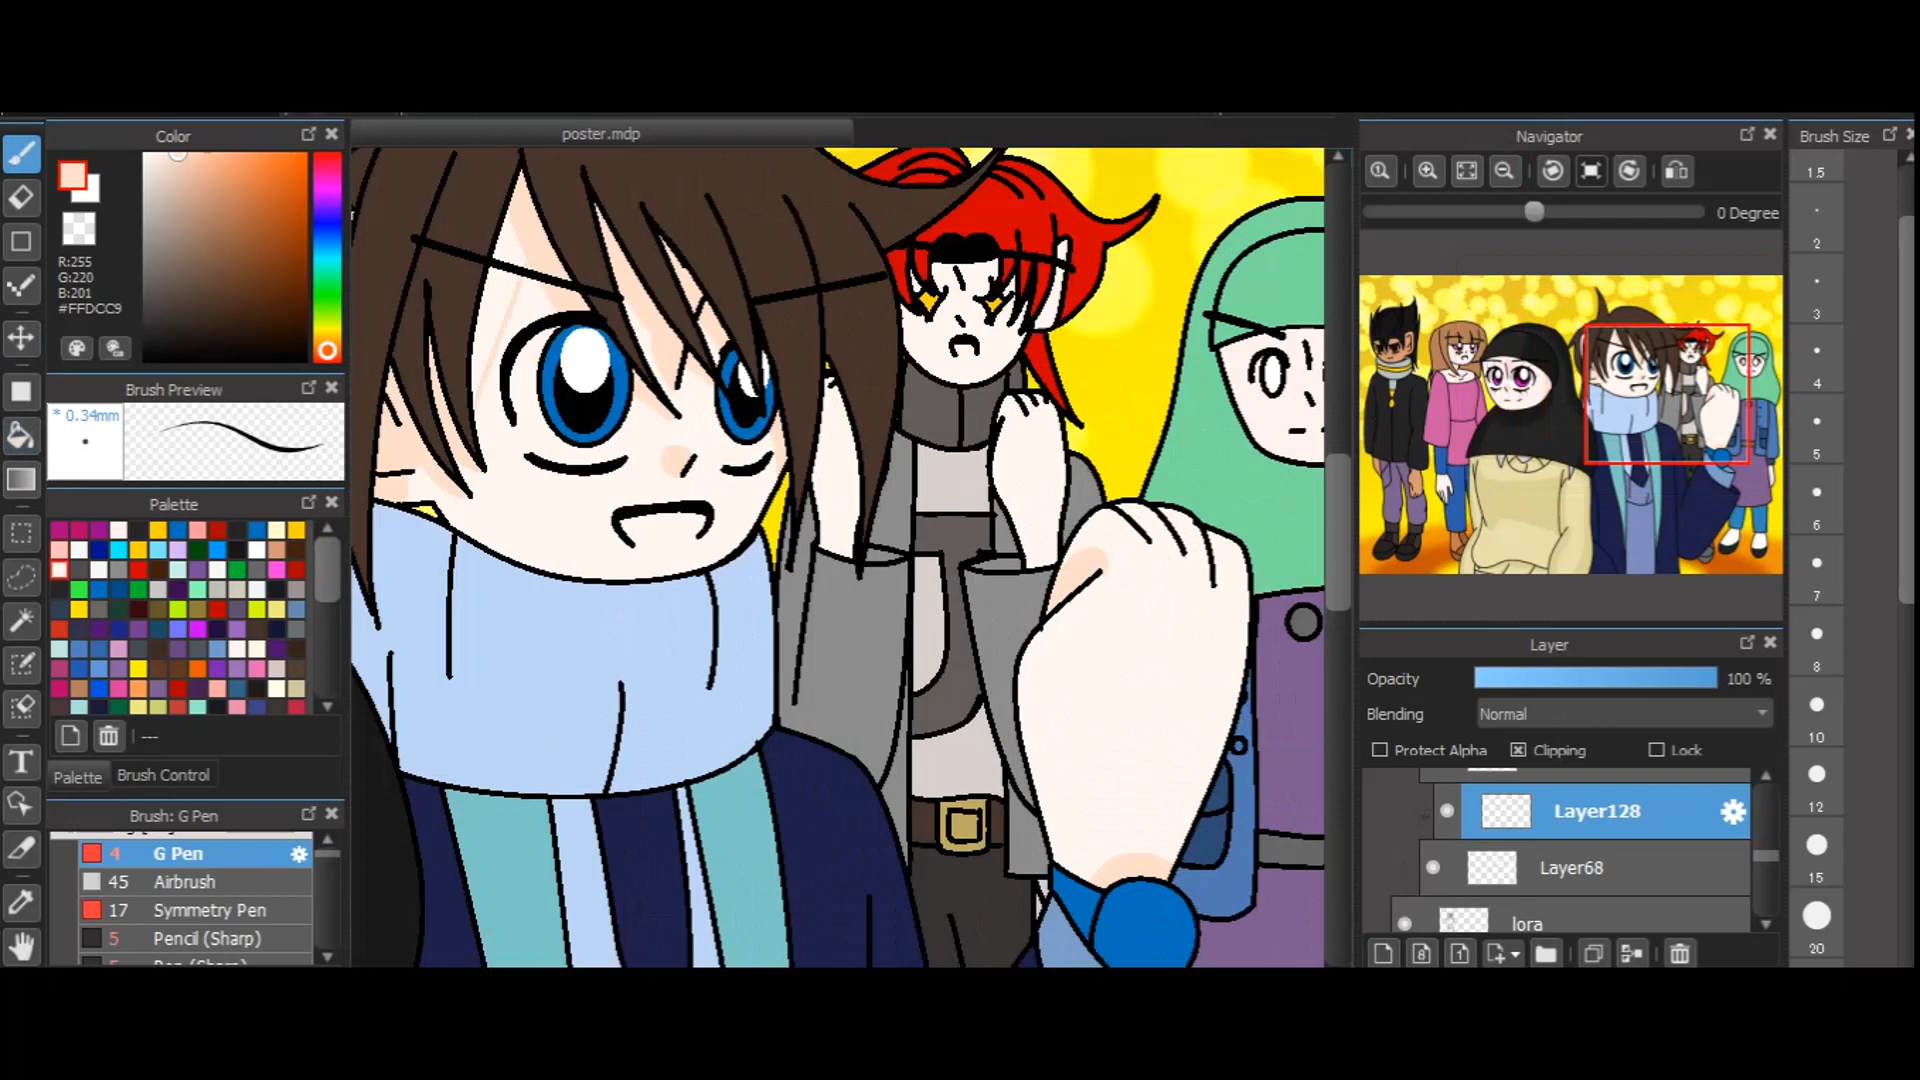 Color
poster.mdp
Navigator
Brush Size
0 Degree
R:255
G:220
B:201
#FFDCC9
Brush Preview
* 0.34mm
Palette
---
Palette
Brush Control
Brush: G Pen
4 G Pen
45 Airbrush
17 Symmetry Pen
5 Pencil (Sharp)
Layer
Opacity
100 %
Blending
Normal
Protect Alpha
Clipping
Lock
Layer128
Layer68
lora
8
1
1.5
2
3
4
5
6
7
8
10
12
15
20